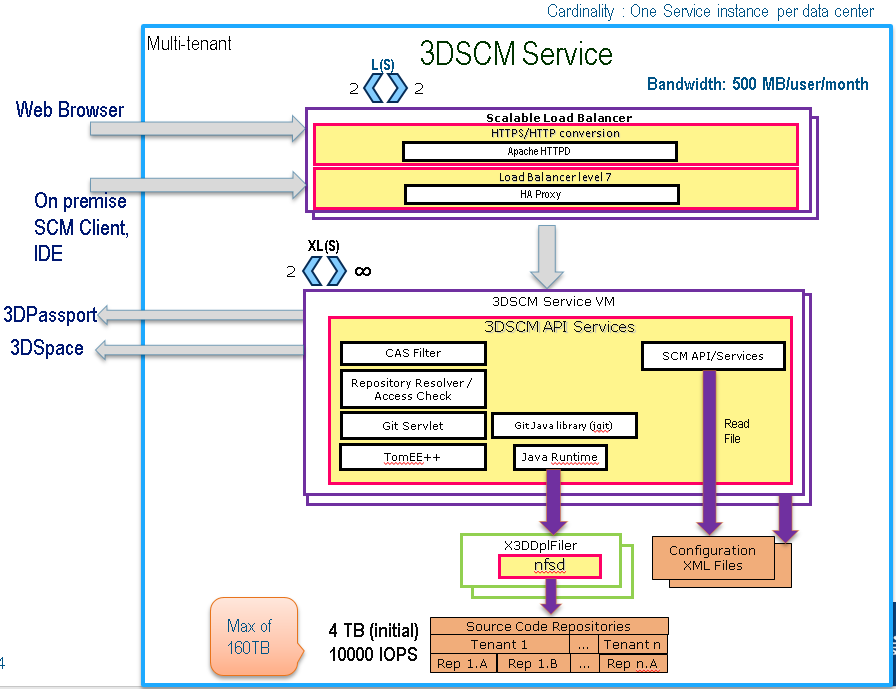 Cardinality : One Service instance per data center
Multi-tenant
3DSCM Service
L(S)
2
2
Bandwidth: 500 MB/user/month
Web Browser
Scalable Load Balancer
HTTPS/HTTP conversion
Apache HTTPD
Load Balancer level 7
HA Proxy
On premise
SCM Client,
IDE
XL(S)
2
∞
3DSCM Service VM
3DPassport
3DSpace
3DSCM API Services
CAS Filter
SCM API/Services
Repository Resolver /
Access Check
Git Servlet
Git Java library (jgit)
TomEE++
Java Runtime
Read
File
X3DDplFiler
nfsd
Configuration
XML Files
Max of
160TB
4 TB (initial)
10000 IOPS
Source Code Repositories
Tenant 1
...
Tenant n
Rep 1.A
Rep 1.B
...
Rep n.A
4